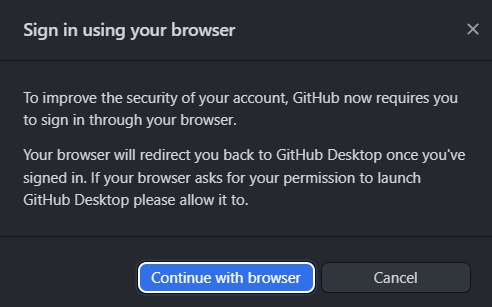 Sign in using your browser
To improve the security of your account, GitHub now requires you
to sign in through your browser.
Your browser will redirect you back to GitHub Desktop once you've
signed in. If your browser asks for your permission to launch
GitHub Desktop please allow it to.
Continue with browser
Cancel